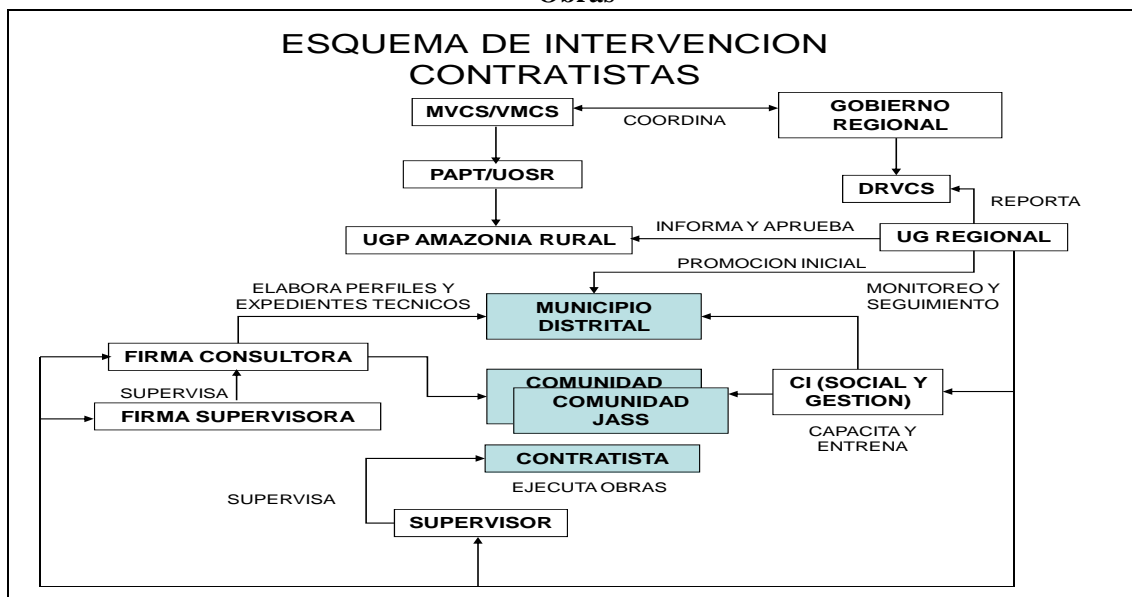 Obras
ESQUEMA DE INTERVENCION
CONTRATISTAS
MVCS/VMCS
COORDINA
GOBIERNO
REGIONAL
PAPT/UOSR
DRVCS
REPORTA
UGP AMAZONIA RURAL
INFORMA Y APRUEBA
UG REGIONAL
PROMOCION INICIAL
ELABORA PERFILES Y
EXPEDIENTES TECNICOS
MUNICIPIO
DISTRITAL
MONITOREO Y
SEGUIMIENTO
FIRMA CONSULTORA
SUPERVISA
FIRMA SUPERVISORA
COMUNIDAD
COMUNIDAD
JASS
CI (SOCIAL Y
GESTION)
CAPACITA Y
ENTRENA
CONTRATISTA
EJECUTA OBRAS
SUPERVISA
SUPERVISOR